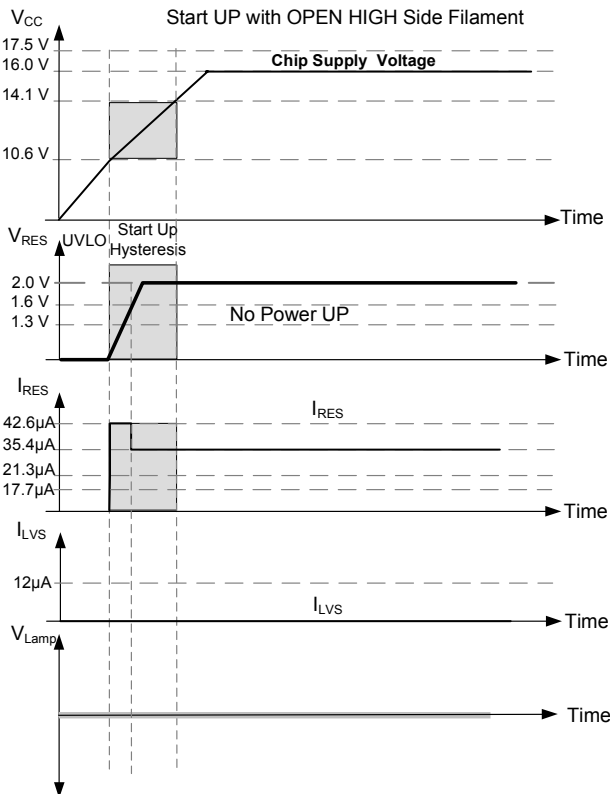 Start UP with OPEN HIGH Side Filament
VCC
17.5 V
16.0 V
Chip Supply Voltage
14.1 V
10.6 V
Time
VRES
UVLO
Start Up
Hysteresis
2.0 V
1.6 V
No Power UP
1.3 V
Time
IRES
42.6µA
IRES
35.4µA
21.3µA
17.7µA
Time
ILVS
12µA
ILVS
Time
VLamp
Time